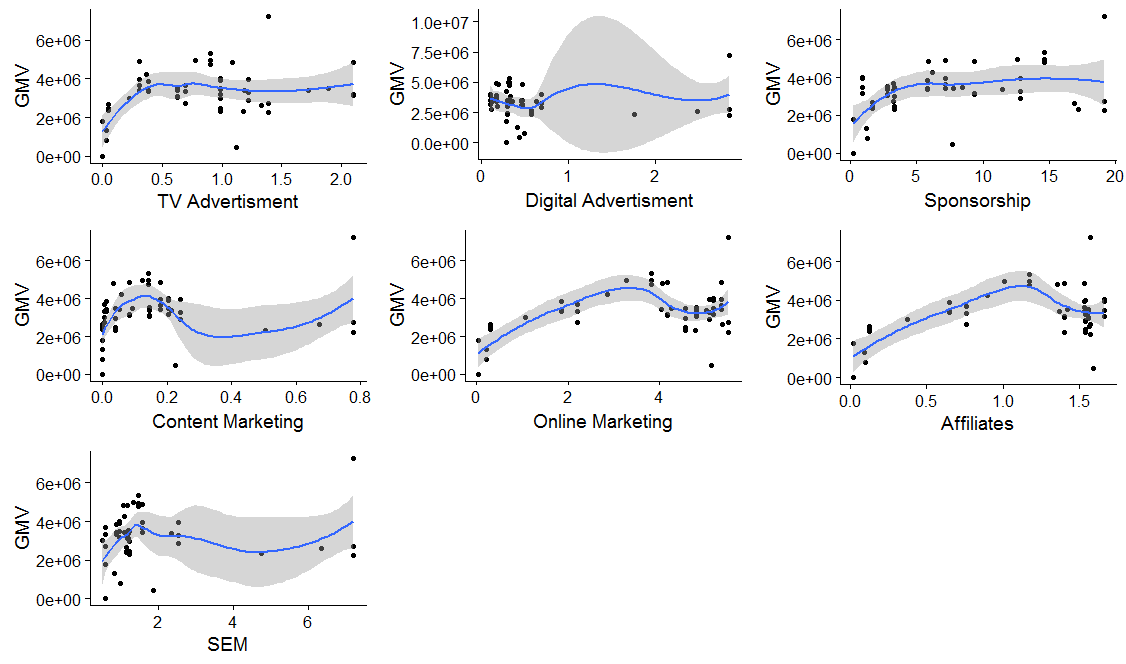 GMV
6e+06
4e+06
2e+06
0e+00
0.0 0.5 1.0 1.5 2.0
TV Advertisment
GMV
1.0e+07
7.5e+06
5.0e+06
2.5e+06
0.0e+00
0 1 2
Digital Advertisment
GMV
6e+06
4e+06
2e+06
0e+00
0 5 10 15 20
Sponsorship
GMV
6e+06
4e+06
2e+06
0e+00
0.0 0.2 0.4 0.6 0.8
Content Marketing
GMV
6e+06
4e+06
2e+06
0e+00
0 2 4
Online Marketing
GMV
6e+06
4e+06
2e+06
0e+00
0.0 0.5 1.0 1.5
Affiliates
GMV
6e+06
4e+06
2e+06
0e+00
2 4 6
SEM